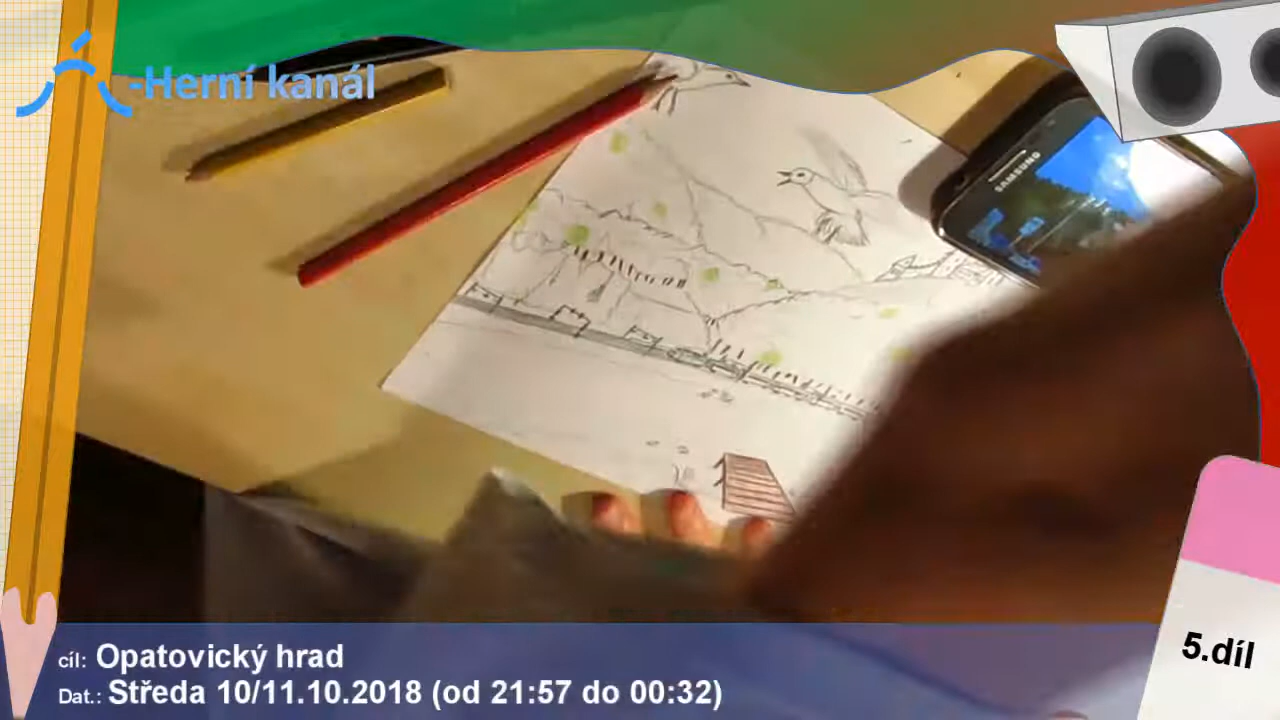 Á-Herní kanál
SAMSUNG
5.díl
cíl: Opatovický hrad
Dat.: Středa 10/11.10.2018 (od 21:57 do 00:32)